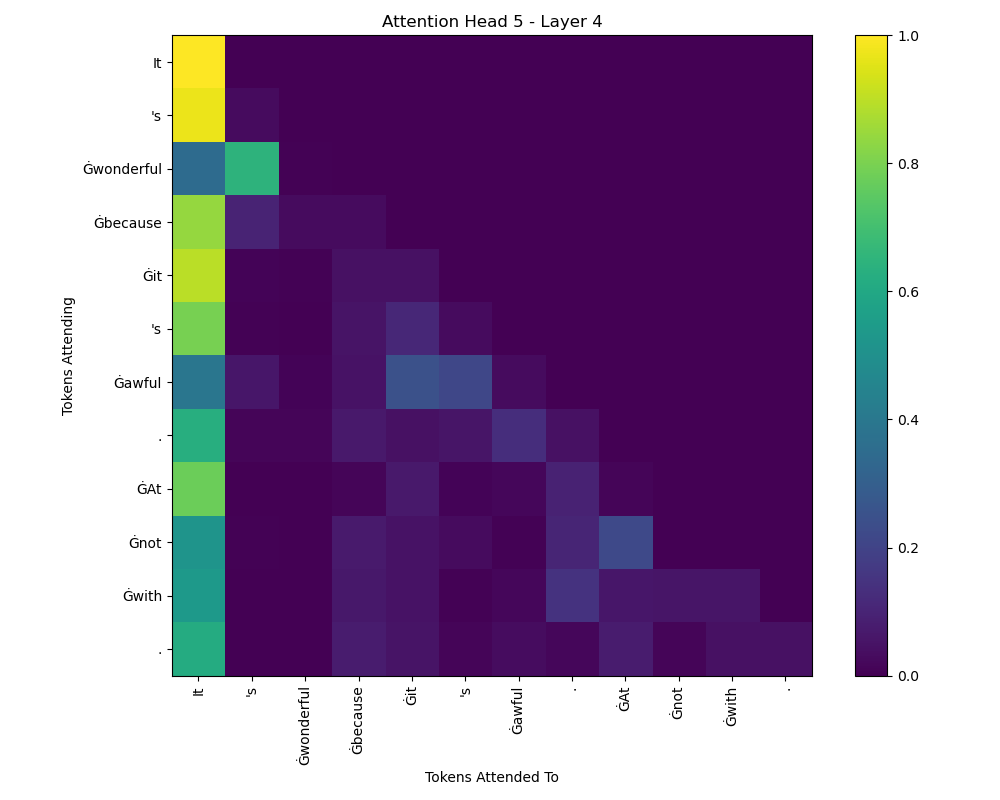 Attention Head 5 - Layer 4
It
's
Ġwonderful
Ġbecause
Ġit
's
Ġawful
.
ĠAt
Ġnot
Ġwith
.
Tokens Attending
It
's
Ġwonderful
Ġbecause
Ġit
's
Ġawful
.
ĠAt
Ġnot
Ġwith
.
Tokens Attended To
1.0
0.8
0.6
0.4
0.2
0.0